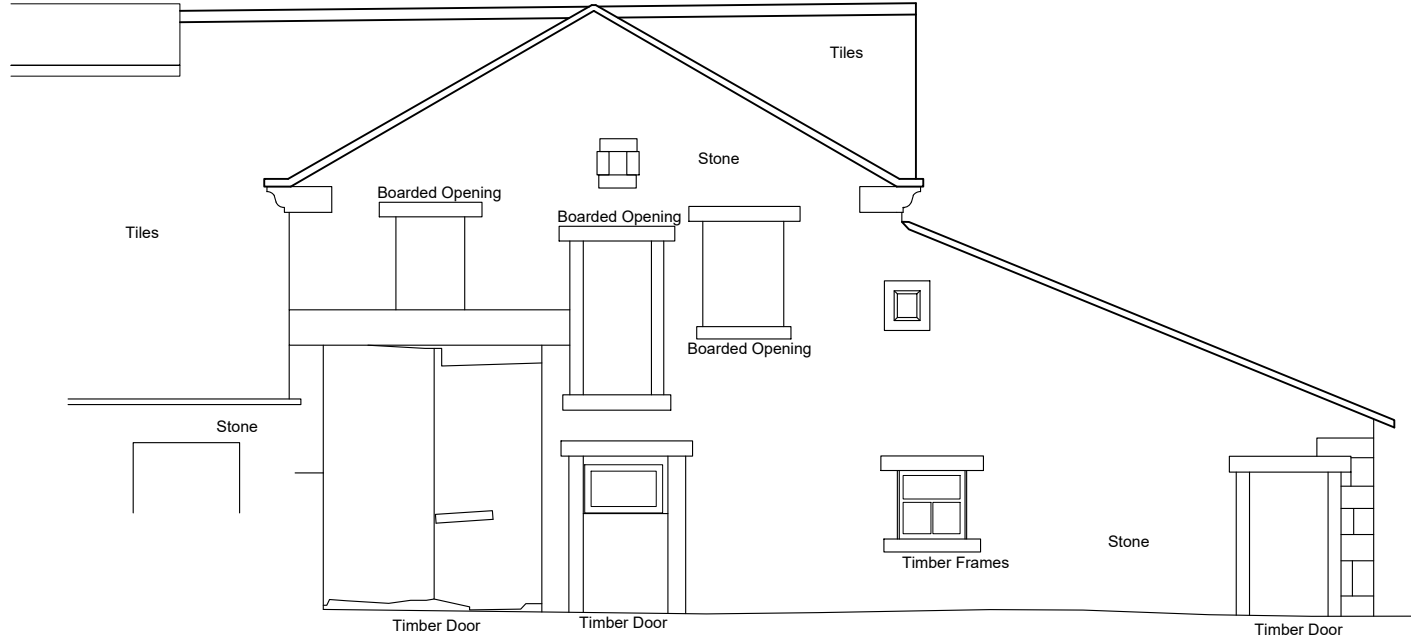 Tiles
Stone
Boarded Opening
Boarded Opening
Tiles
Boarded Opening
Stone
Stone
Timber Frames
Timber Door
Timber Door
Timber Door